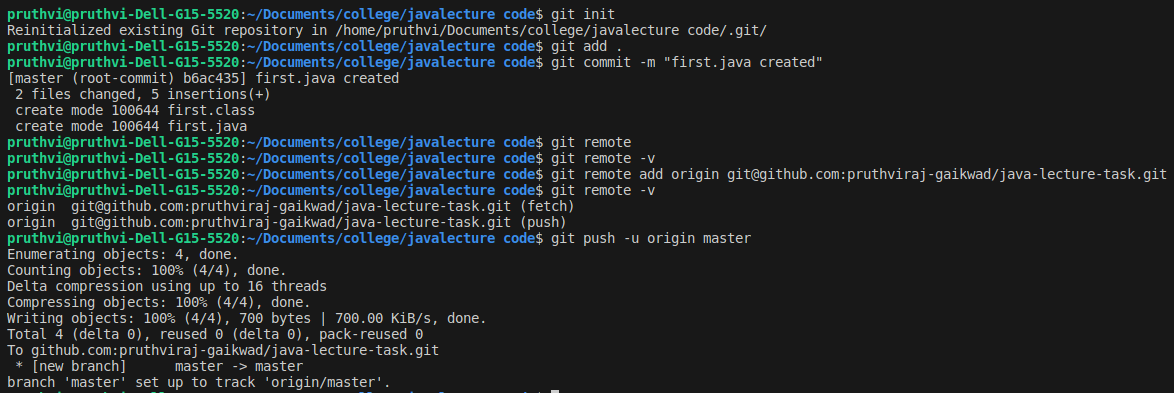 pruthvi@pruthvi-Dell-G15-5520:~/Documents/college/javalecture code$ git init
Reinitialized existing Git repository in /home/pruthvi/Documents/college/javalecture code/.git/
pruthvi@pruthvi-Dell-G15-5520:~/Documents/college/javalecture code$ git add .
pruthvi@pruthvi-Dell-G15-5520:~/Documents/college/javalecture code$ git commit -m "first.java created"
[master (root-commit) b6ac435] first.java created
 2 files changed, 5 insertions(+)
 create mode 100644 first.class
 create mode 100644 first.java
pruthvi@pruthvi-Dell-G15-5520:~/Documents/college/javalecture code$ git remote
pruthvi@pruthvi-Dell-G15-5520:~/Documents/college/javalecture code$ git remote -v
pruthvi@pruthvi-Dell-G15-5520:~/Documents/college/javalecture code$ git remote add origin git@github.com:pruthviraj-gaikwad/java-lecture-task.git
pruthvi@pruthvi-Dell-G15-5520:~/Documents/college/javalecture code$ git remote -v
origin  git@github.com:pruthviraj-gaikwad/java-lecture-task.git (fetch)
origin  git@github.com:pruthviraj-gaikwad/java-lecture-task.git (push)
pruthvi@pruthvi-Dell-G15-5520:~/Documents/college/javalecture code$ git push -u origin master
Enumerating objects: 4, done.
Counting objects: 100% (4/4), done.
Delta compression using up to 16 threads
Compressing objects: 100% (4/4), done.
Writing objects: 100% (4/4), 700 bytes | 700.00 KiB/s, done.
Total 4 (delta 0), reused 0 (delta 0), pack-reused 0
To github.com:pruthviraj-gaikwad/java-lecture-task.git
 * [new branch]      master -> master
branch 'master' set up to track 'origin/master'.
pruthvi@pruthvi-Dell-G15-5520:~/Documents/college/javalecture code$